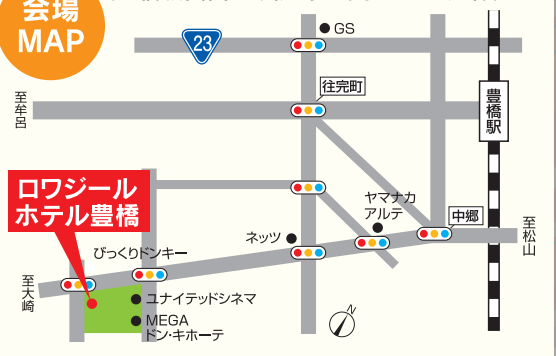 会場
MAP
23
GS
往完町
至牟呂
豊橋駅
ロワジール
ホテル豊橋
ヤマナカ
アルテ
中郷
至松山
ネッツ
びっくりドンキー
至大崎
ユナイテッドシネマ
MEGA
ドン・キホーテ
N